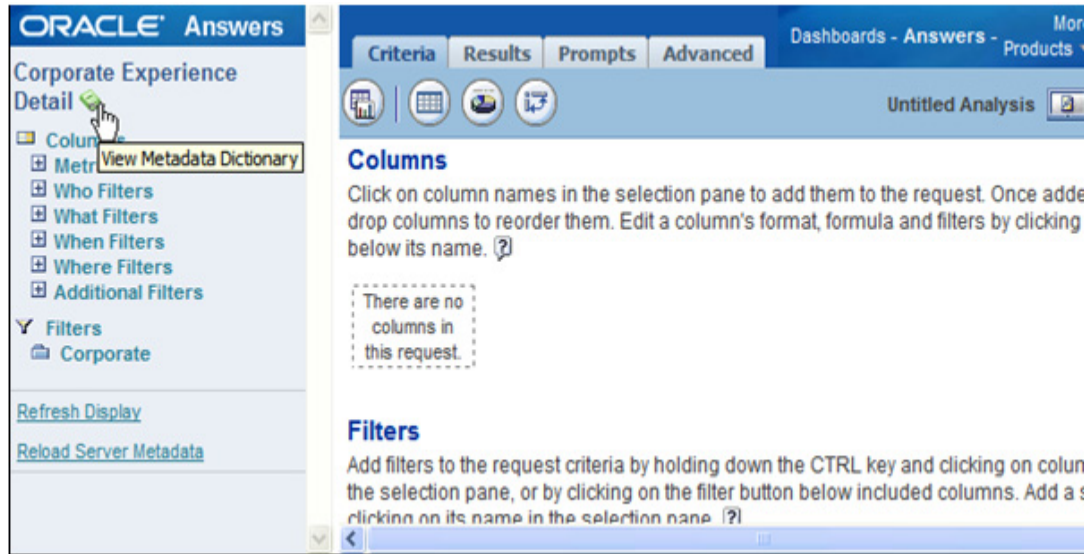 ORACLE' Answers
Corporate Experience
Detail
View Metadata Dictionary
Who Filters
What Filters
When Filters
Where Filters
Additional Filters
Filters
Corporate
Refresh Display
Reload Server Metadata
Criteria Results Prompts Advanced
Dashboards - Answers -
Products
Untitled Analysis
Columns
Click on column names in the selection pane to add them to the request. Once
drop columns to reorder them. Edit a column's format, formula and filters by clicking
below its name. ?
There are no
columns in
this request.
Filters
Add filters to the request criteria by holding down the CTRL key and clicking on
the selection pane, or by clicking on the filter button below included columns. Add a
clicking on its name in the selection pane. ?